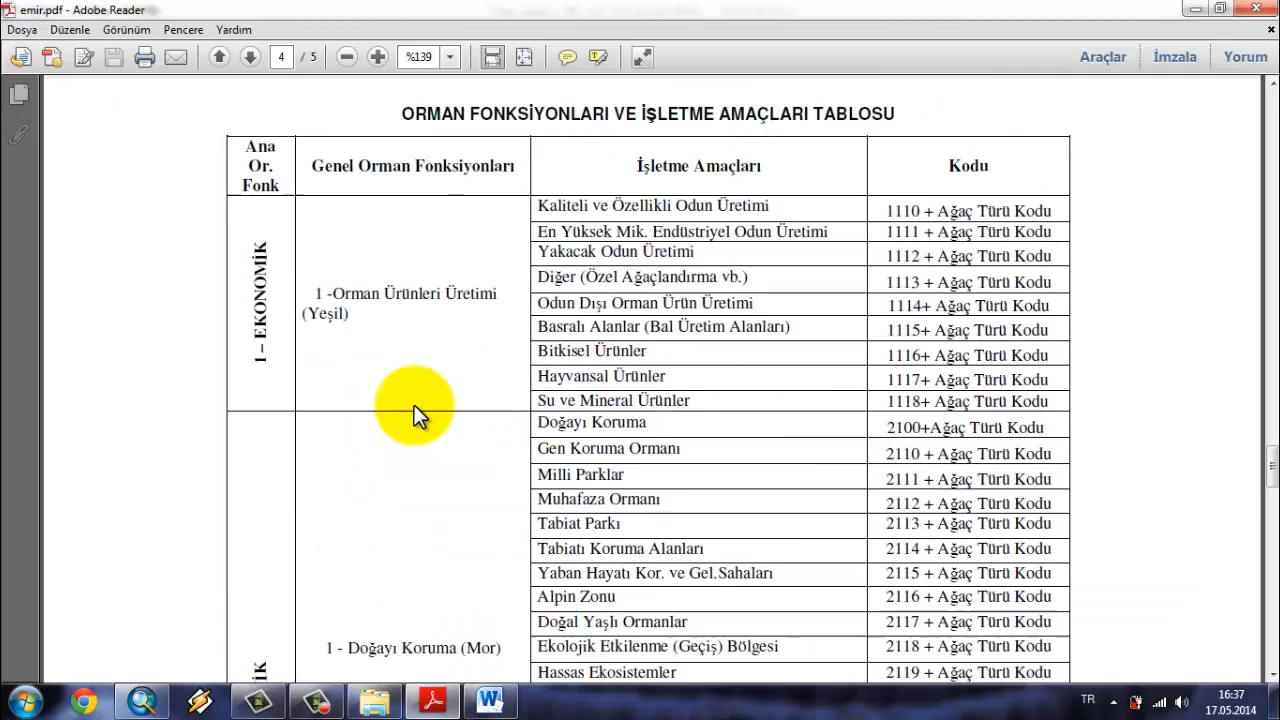 emir.pdf - Adobe Reader
Dosya Düzenle Görünüm Pencere Yardım
4 / 5 %139 Araçlar İmzala Yorum
ORMAN FONKSİYONLARI VE İŞLETME AMAÇLARI TABLOSU
Ana Or. Fonk
Genel Orman Fonksiyonları
İşletme Amaçları
Kodu
1 – EKONOMİK
1 -Orman Ürünleri Üretimi
(Yeşil)
Kaliteli ve Özellikli Odun Üretimi 1110 + Ağaç Türü Kodu
En Yüksek Mik. Endüstriyel Odun Üretimi 1111 + Ağaç Türü Kodu
Yakacak Odun Üretimi 1112 + Ağaç Türü Kodu
Diğer (Özel Ağaçlandırma vb.) 1113 + Ağaç Türü Kodu
Odun Dışı Orman Ürün Üretimi 1114+ Ağaç Türü Kodu
Basralı Alanlar (Bal Üretim Alanları) 1115+ Ağaç Türü Kodu
Bitkisel Ürünler 1116+ Ağaç Türü Kodu
Hayvansal Ürünler 1117+ Ağaç Türü Kodu
Su ve Mineral Ürünler 1118+ Ağaç Türü Kodu
Doğayı Koruma 2100+Ağaç Türü Kodu
Gen Koruma Ormanı 2110 + Ağaç Türü Kodu
Milli Parklar 2111 + Ağaç Türü Kodu
Muhafaza Ormanı 2112 + Ağaç Türü Kodu
Tabiat Parkı 2113 + Ağaç Türü Kodu
Tabiatı Koruma Alanları 2114 + Ağaç Türü Kodu
Yaban Hayatı Kor. ve Gel.Sahaları 2115 + Ağaç Türü Kodu
Alpin Zonu 2116 + Ağaç Türü Kodu
Doğal Yaşlı Ormanlar 2117 + Ağaç Türü Kodu
1 - Doğayı Koruma (Mor)
Ekolojik Etkilenme (Geçiş) Bölgesi 2118 + Ağaç Türü Kodu
Hassas Ekosistemler 2119 + Ağaç Türü Kodu
İK
TR
16:37
17.05.2014